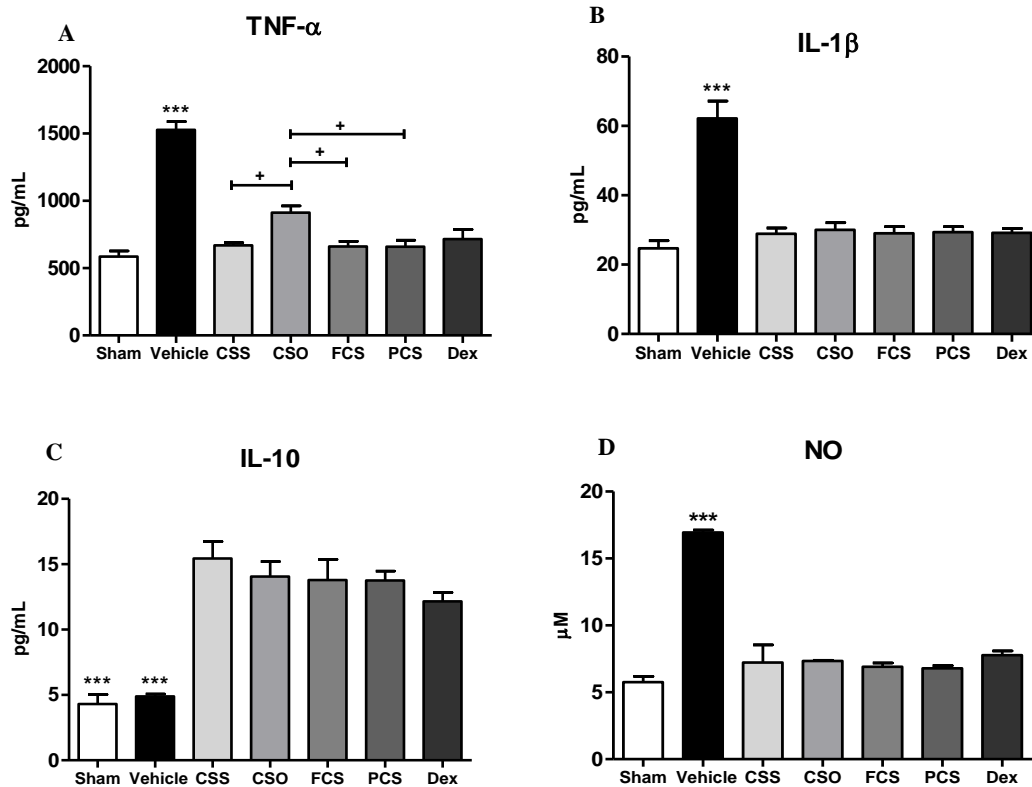 A
TNF-α
2000
1500
1000
500
0
pg/mL
***
+
+
+
Sham Vehicle CSS CSO FCS PCS Dex
B
IL-1β
80
60
40
20
0
pg/mL
***
Sham Vehicle CSS CSO FCS PCS Dex
C
IL-10
20
15
10
5
0
pg/mL
*** ***
Sham Vehicle CSS CSO FCS PCS Dex
D
NO
20
15
10
5
0
μM
***
Sham Vehicle CSS CSO FCS PCS Dex